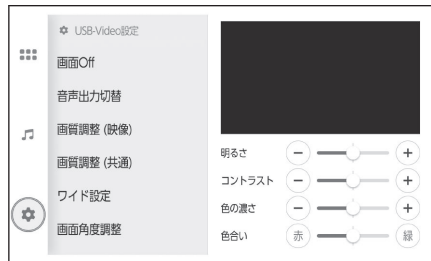 USB-Video設定
画面Off
音声出力切替
画質調整 (映像)
画質調整 (共通)
ワイド設定
画面角度調整
明るさ
コントラスト
色の濃さ
色合い 赤 緑